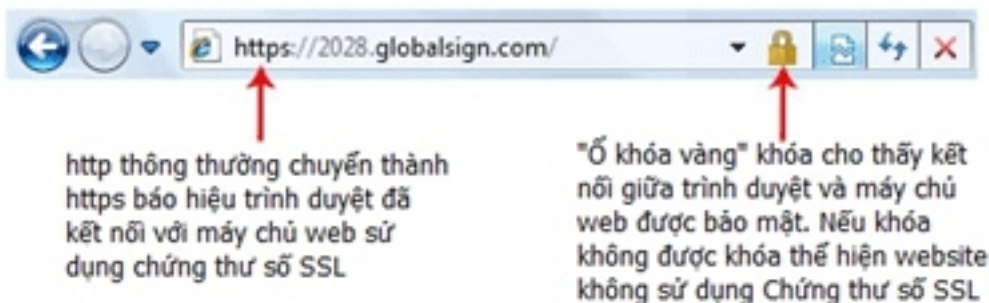 https://2028.globalsign.com/
http thông thường chuyển thành
https báo hiệu trình duyệt đã
kết nối với máy chủ web sử
dụng chứng thư số SSL
"Ổ khóa vàng" khóa cho thấy kết
nối giữa trình duyệt và máy chủ
web được bảo mật. Nếu khóa
không được khóa thể hiện website
không sử dụng Chứng thư số SSL